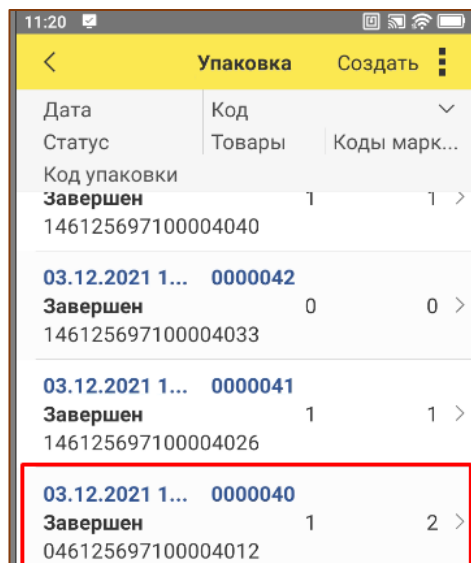 11:20
Упаковка Создать
Дата Код
Статус Товары Коды марк...
Код упаковки
Завершен 1 1
146125697100004040
03.12.2021 1... 0000042
Завершен 0 0
146125697100004033
03.12.2021 1... 0000041
Завершен 1 1
146125697100004026
03.12.2021 1... 0000040
Завершен 1 2
046125697100004012